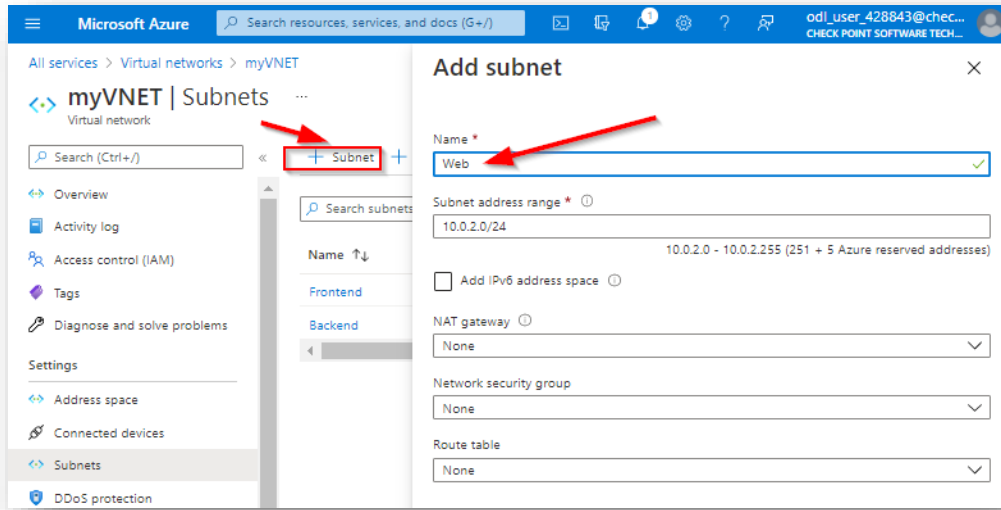 Microsoft Azure
Search resources, services, and docs (G+/)
1
odl_user_428843@chec...
CHECK POINT SOFTWARE TECH...
All services > Virtual networks > myVNET
myVNET | Subnets ...
Virtual network
Search (Ctrl+/)
«
Overview
Activity log
Access control (IAM)
Tags
Diagnose and solve problems
Settings
Address space
Connected devices
Subnets
DDoS protection
+ Subnet +
Search subnets
Name ↑↓
Frontend
Backend
Add subnet
Name *
Web
Subnet address range *
10.0.2.0/24
10.0.2.0 - 10.0.2.255 (251 + 5 Azure reserved addresses)
Add IPv6 address space
NAT gateway
None
Network security group
None
Route table
None